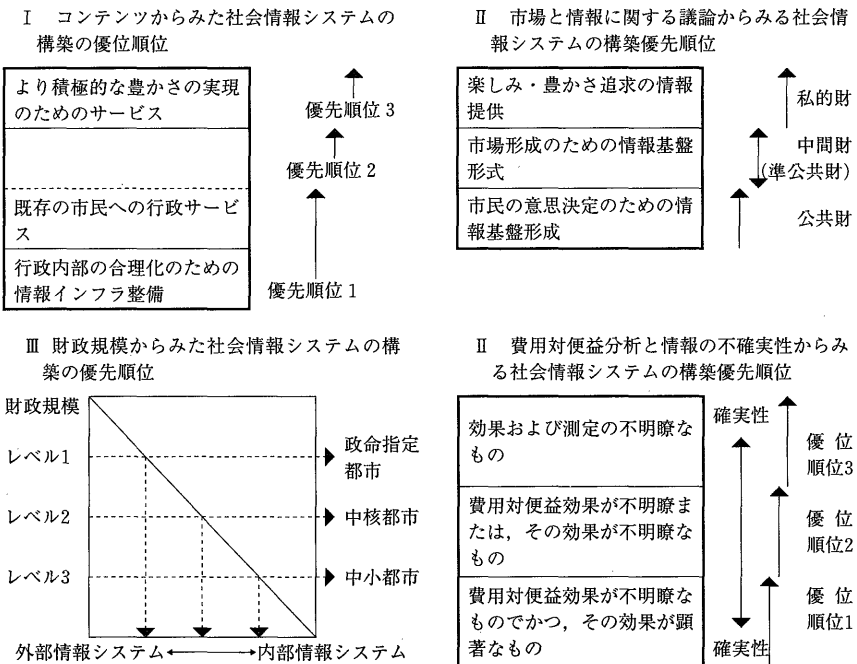 Ⅰ　コンテンツからみた社会情報システムの
構築の優位順位
より積極的な豊かさの実現
のためのサービス
優先順位3
優先順位2
既存の市民への行政サービ
ス
行政内部の合理化のための
情報インフラ整備
優先順位1
Ⅱ　市場と情報に関する議論からみる社会情
報システムの構築優先順位
楽しみ・豊かさ追求の情報
提供
私的財
市場形成のための情報基盤
形式
中間財
(準公共財)
市民の意思決定のための情
報基盤形成
公共財
Ⅲ 財政規模からみた社会情報システムの構
築の優先順位
財政規模
レベル1
政命指定
都市
レベル2
中核都市
レベル3
中小都市
外部情報システム
内部情報システム
Ⅱ　費用対便益分析と情報の不確実性からみ
る社会情報システムの構築優先順位
効果および測定の不明瞭な
もの
確実性
優位
順位3
費用対便益効果が不明瞭ま
たは，その効果が不明瞭な
もの
優位
順位2
費用対便益効果が不明瞭な
ものでかつ，その効果が顕
著なもの
優位
順位1
確実性